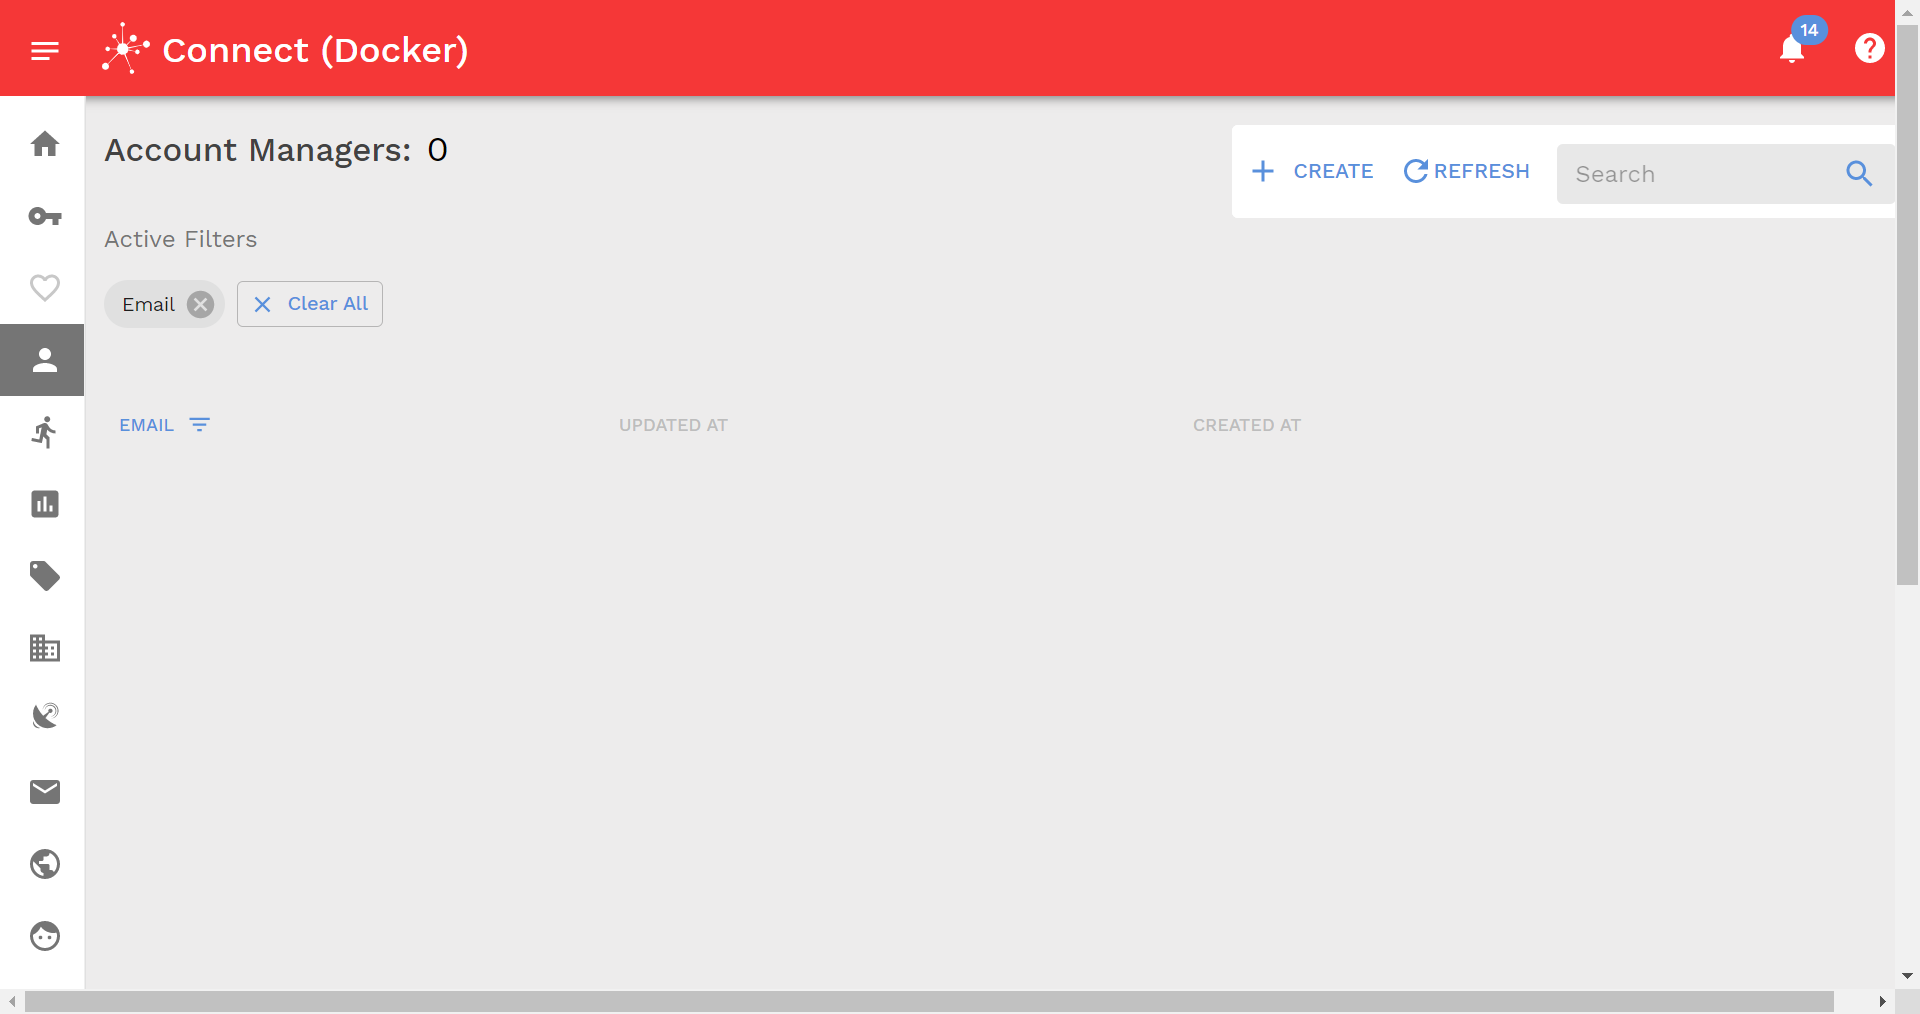 Connect (Docker)
14
Account Managers: 0
CREATE
REFRESH
Search
Active Filters
Email
Clear All
EMAIL
UPDATED AT
CREATED AT